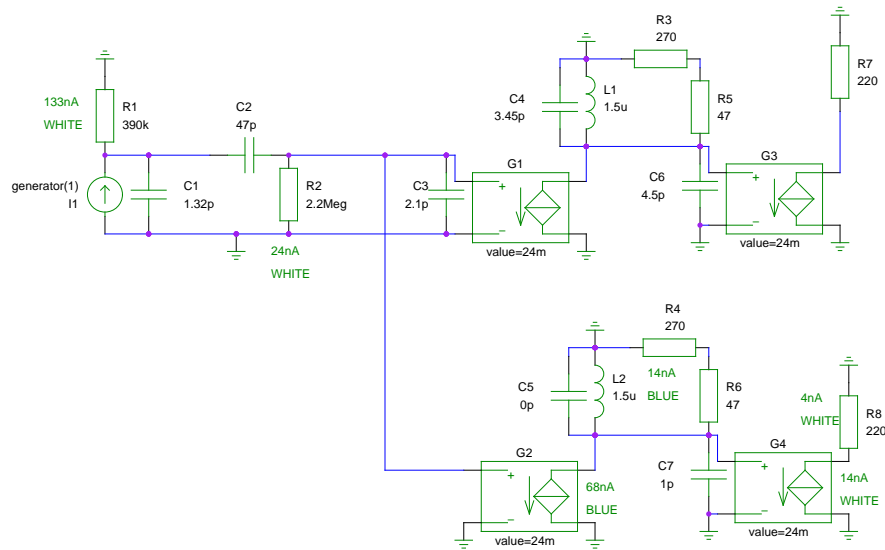 R3
270
R7
220
133nA
WHITE
R1
390k
C2
47p
C4
3.45p
L1
1.5u
R5
47
generator(1)
I1
C1
1.32p
R2
2.2Meg
C3
2.1p
G1
+
−
value=24m
C6
4.5p
G3
+
−
value=24m
24nA
WHITE
R4
270
14nA
BLUE
C5
0p
L2
1.5u
R6
47
4nA
WHITE
R8
220
G2
+
−
68nA
BLUE
value=24m
C7
1p
G4
+
−
14nA
WHITE
value=24m